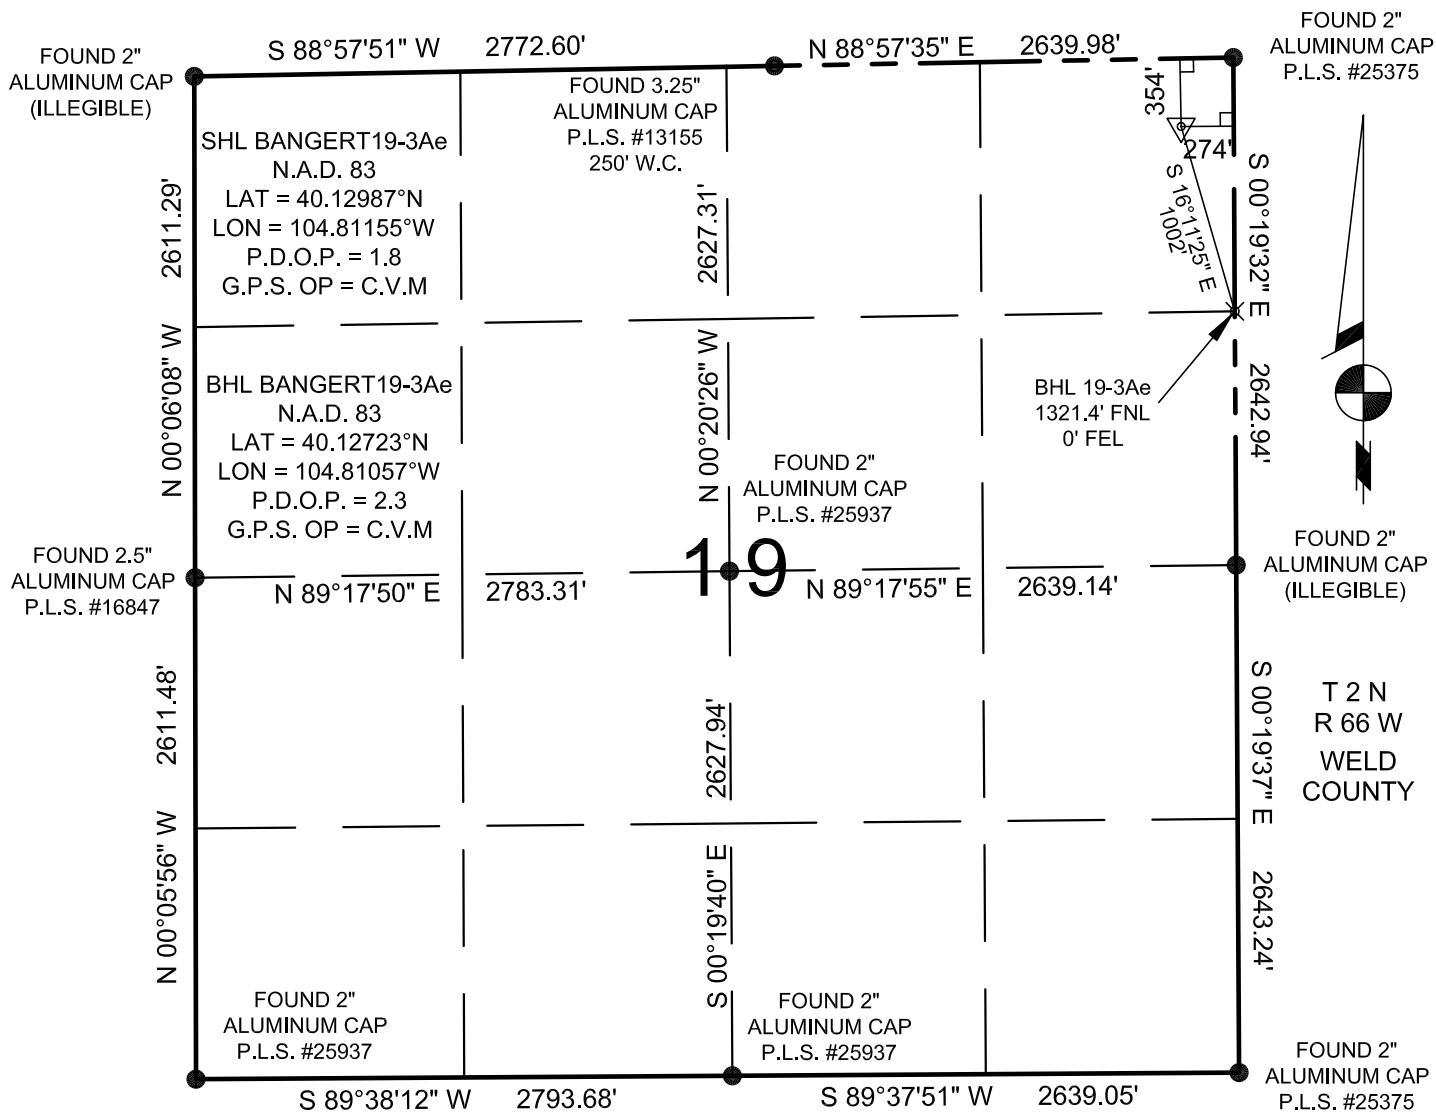 FOUND 2"
ALUMINUM CAP
(ILLEGIBLE)
S 88°57'51" W 2772.60'
N 88°57'35" E 2639.98'
FOUND 2"
ALUMINUM CAP
P.L.S. #25375
FOUND 3.25"
ALUMINUM CAP
P.L.S. #13155
250' W.C.
354'
274'
S 16°11'25" E
1002'
SHL BANGERT19-3Ae
N.A.D. 83
LAT = 40.12987°N
LON = 104.81155°W
P.D.O.P. = 1.8
G.P.S. OP = C.V.M
N 00°06'08" W 2611.29'
N 00°20'26" W 2627.31'
S 00°19'32" E 2642.94'
BHL BANGERT19-3Ae
N.A.D. 83
LAT = 40.12723°N
LON = 104.81057°W
P.D.O.P. = 2.3
G.P.S. OP = C.V.M
BHL 19-3Ae
1321.4' FNL
0' FEL
FOUND 2"
ALUMINUM CAP
P.L.S. #25937
FOUND 2.5"
ALUMINUM CAP
P.L.S. #16847
19
FOUND 2"
ALUMINUM CAP
(ILLEGIBLE)
N 89°17'50" E 2783.31'
N 89°17'55" E 2639.14'
N 00°05'56" W 2611.48'
S 00°19'40" E 2627.94'
S 00°19'37" E 2643.24'
T 2 N
R 66 W
WELD
COUNTY
FOUND 2"
ALUMINUM CAP
P.L.S. #25937
FOUND 2"
ALUMINUM CAP
P.L.S. #25937
FOUND 2"
ALUMINUM CAP
P.L.S. #25375
S 89°38'12" W 2793.68'
S 89°37'51" W 2639.05'